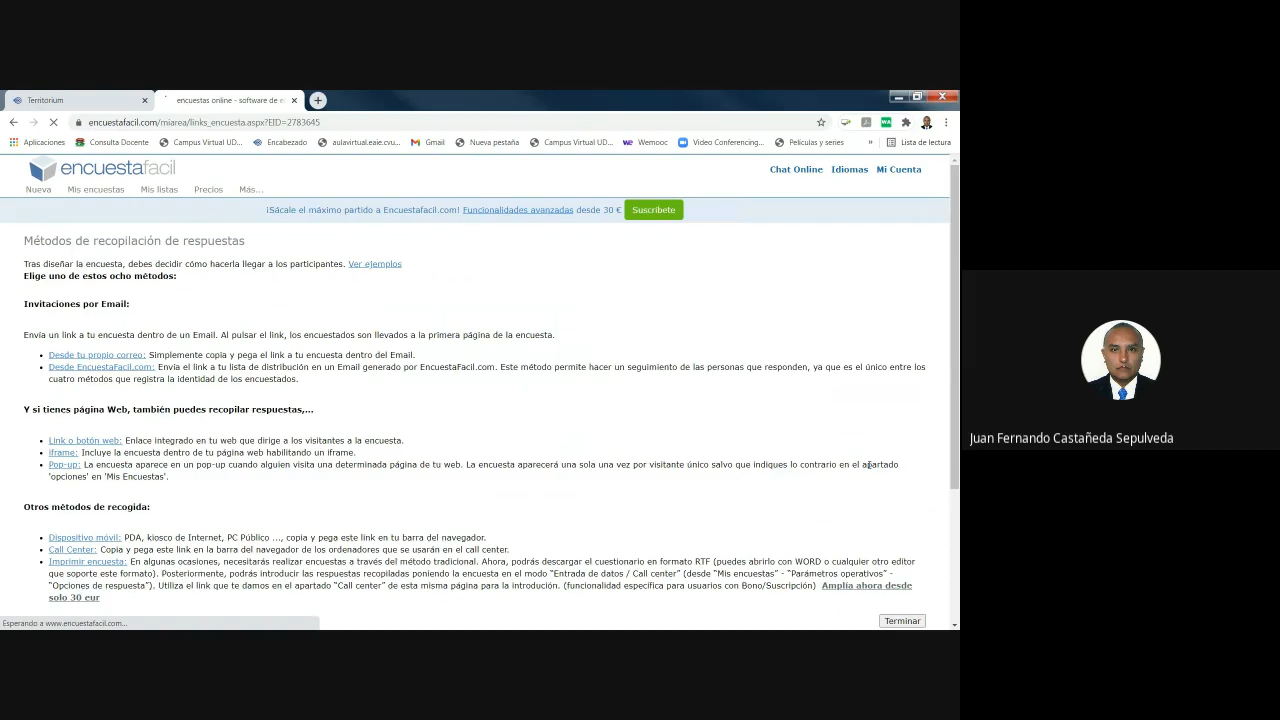 Territorium
encuestas online - software de e
encuestafacil.com/miarea/links_encuesta.aspx?EID=2783645
Aplicaciones Consulta Docente Campus Virtual UD... Encabezado aulavirtual.eaie.cvu... Gmail Nueva pestaña Campus Virtual UD... Wemooc Video Conferencing... Películas y series » Lista de lectura
encuestafacil
Chat Online Idiomas Mi Cuenta
Nueva Mis encuestas Mis listas Precios Más...
¡Sácale el máximo partido a Encuestafacil.com! Funcionalidades avanzadas desde 30 € Suscríbete
Métodos de recopilación de respuestas
Tras diseñar la encuesta, debes decidir cómo hacerla llegar a los participantes. Ver ejemplos
Elige uno de estos ocho métodos:
Invitaciones por Email:
Envía un link a tu encuesta dentro de un Email. Al pulsar el link, los encuestados son llevados a la primera página de la encuesta.
• Desde tu propio correo: Simplemente copia y pega el link a tu encuesta dentro del Email.
• Desde EncuestaFacil.com: Envía el link a tu lista de distribución en un Email generado por EncuestaFacil.com. Este método permite hacer un seguimiento de las personas que responden, ya que es el único entre los
cuatro métodos que registra la identidad de los encuestados.
Y si tienes página Web, también puedes recopilar respuestas,...
• Link o botón web: Enlace integrado en tu web que dirige a los visitantes a la encuesta.
• iframe: Incluye la encuesta dentro de tu página web habilitando un iframe.
• Pop-up: La encuesta aparece en un pop-up cuando alguien visita una determinada página de tu web. La encuesta aparecerá una sola una vez por visitante único salvo que indiques lo contrario en el apartado
'opciones' en 'Mis Encuestas'.
Otros métodos de recogida:
• Dispositivo móvil: PDA, kiosco de Internet, PC Público ..., copia y pega este link en tu barra del navegador.
• Call Center: Copia y pega este link en la barra del navegador de los ordenadores que se usarán en el call center.
• Imprimir encuesta: En algunas ocasiones, necesitarás realizar encuestas a través del método tradicional. Ahora, podrás descargar el cuestionario en formato RTF (puedes abrirlo con WORD o cualquier otro editor
que soporte este formato). Posteriormente, podrás introducir las respuestas recopiladas poniendo la encuesta en el modo "Entrada de datos / Call center" (desde "Mis encuestas" - "Parámetros operativos" -
"Opciones de respuesta"). Utiliza el link que te damos en el apartado "Call center" de esta misma página para la introducción. (funcionalidad específica para usuarios con Bono/Suscripción) Amplía ahora desde
solo 30 eur
Terminar
Esperando a www.encuestafacil.com...
Juan Fernando Castañeda Sepulveda